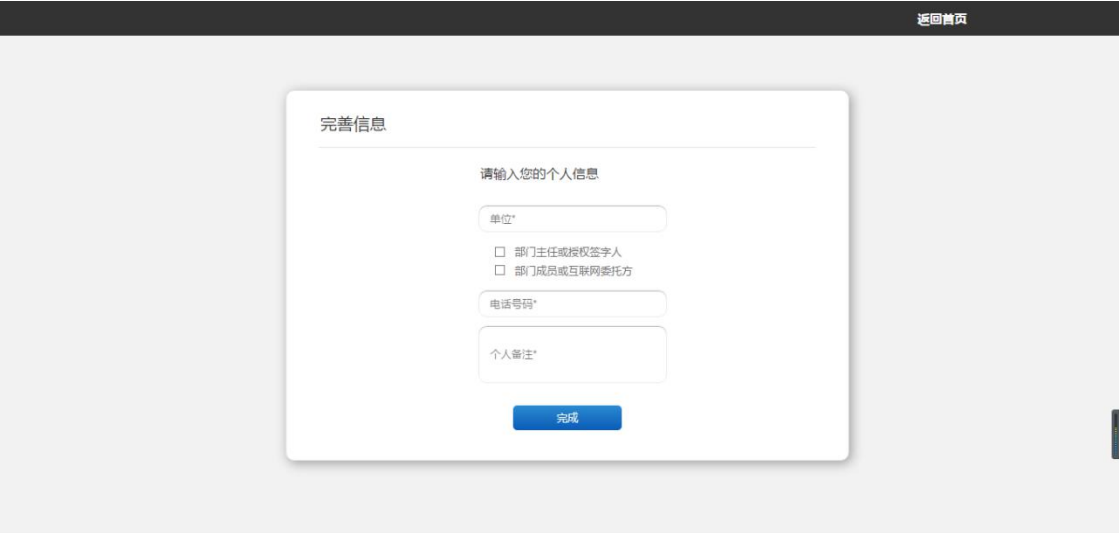 返回首页
完善信息
请输入您的个人信息
单位*
部门主任或授权签字人
部门成员或互联网委托方
电话号码*
个人备注*
完成